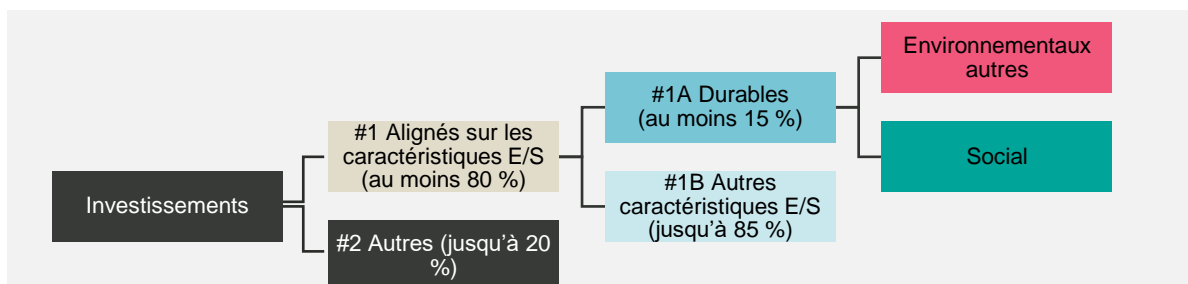 Investissements
#1 Alignés sur les
caractéristiques E/S
(au moins 80 %)
#2 Autres (jusqu’à 20
%)
#1A Durables
(au moins 15 %)
#1B Autres
caractéristiques E/S
(jusqu’à 85 %)
Environnementaux
autres
Social